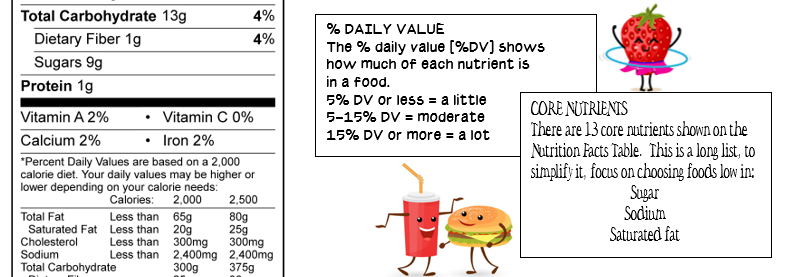 Total Carbohydrate 13g 4%
Dietary Fiber 1g 4%
Sugars 9g
Protein 1g
Vitamin A 2% • Vitamin C 0%
Calcium 2% • Iron 2%
*Percent Daily Values are based on a 2,000
calorie diet. Your daily values may be higher or
lower depending on your calorie needs:
Calories: 2,000 2,500
Total Fat Less than 65g 80g
Saturated Fat Less than 20g 25g
Cholesterol Less than 300mg 300mg
Sodium Less than 2,400mg 2,400mg
Total Carbohydrate 300g 375g
% DAILY VALUE
The % daily value [%DV] shows
how much of each nutrient is
in a food.
5% DV or less = a little
5-15% DV = moderate
15% DV or more = a lot
CORE NUTRIENTS
There are 13 core nutrients shown on the
Nutrition Facts Table. This is a long list, to
simplify it, focus on choosing foods low in:
Sugar
Sodium
Saturated fat